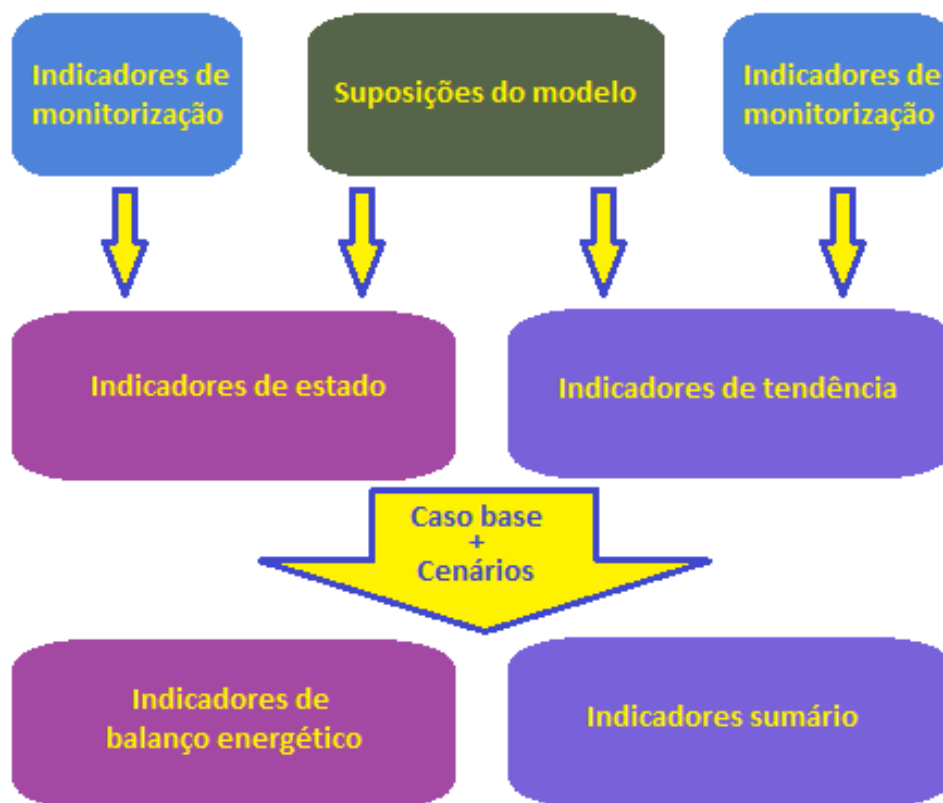 Indicadores de
monitorização
Suposições do modelo
Indicadores de
monitorização
Indicadores de estado
Indicadores de tendência
Caso base
+
Cenários
Indicadores de
balanço energético
Indicadores sumário